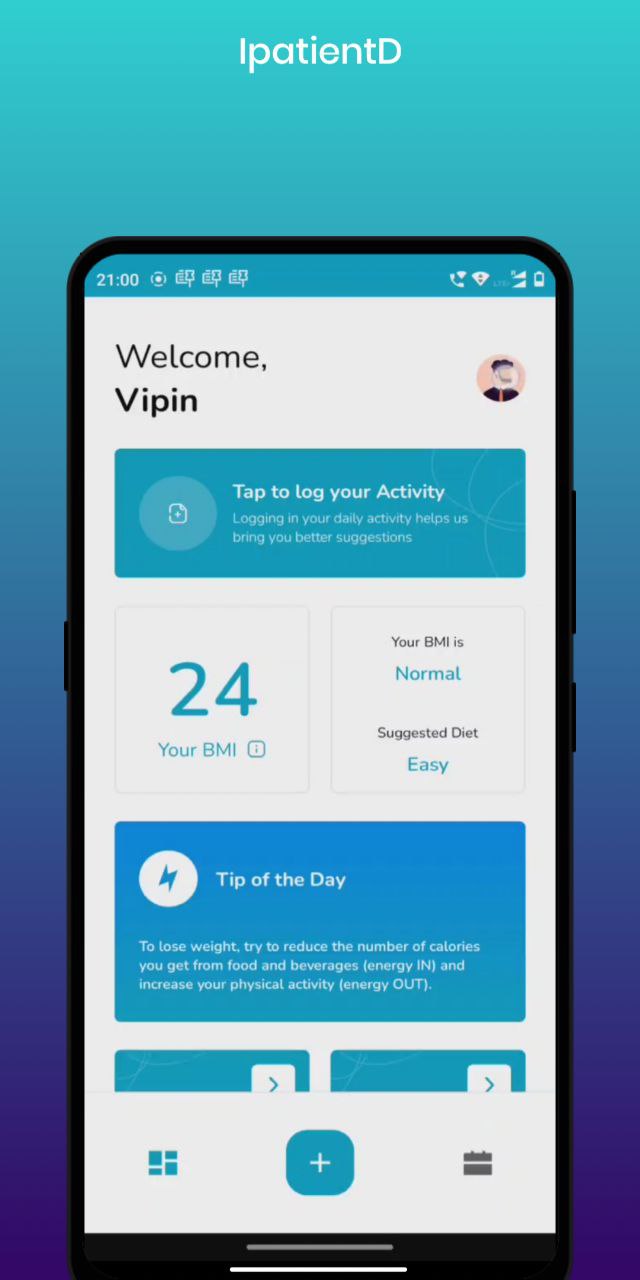 IpatientD
21:00
Welcome,
Vipin
Tap to log your Activity
Logging in your daily activity helps us
bring you better suggestions
24
Your BMI
Your BMI is
Normal
Suggested Diet
Easy
Tip of the Day
To lose weight, try to reduce the number of calories
you get from food and beverages (energy IN) and
increase your physical activity (energy OUT).